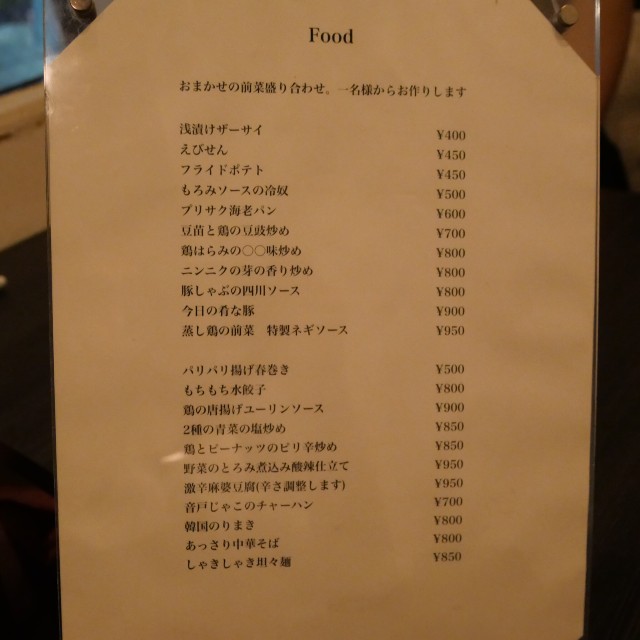 Food
おまかせの前菜盛り合わせ。一名様からお作りします
浅漬けザーサイ ¥400
えびせん ¥450
フライドポテト ¥450
もろみソースの冷奴 ¥500
プリサク海老パン ¥600
豆苗と鶏の豆豉炒め ¥700
鶏はらみの〇〇味炒め ¥800
ニンニクの芽の香り炒め ¥800
豚しゃぶの四川ソース ¥800
今日の肴な豚 ¥900
蒸し鶏の前菜　特製ネギソース ¥950
パリパリ揚げ春巻き ¥500
もちもち水餃子 ¥800
鶏の唐揚げユーリンソース ¥900
2種の青菜の塩炒め ¥850
鶏とピーナッツのピリ辛炒め ¥850
野菜のとろみ煮込み酸辣仕立て ¥950
激辛麻婆豆腐(辛さ調整します) ¥950
音戸じゃこのチャーハン ¥700
韓国のりまき ¥800
あっさり中華そば ¥800
しゃきしゃき坦々麺 ¥850